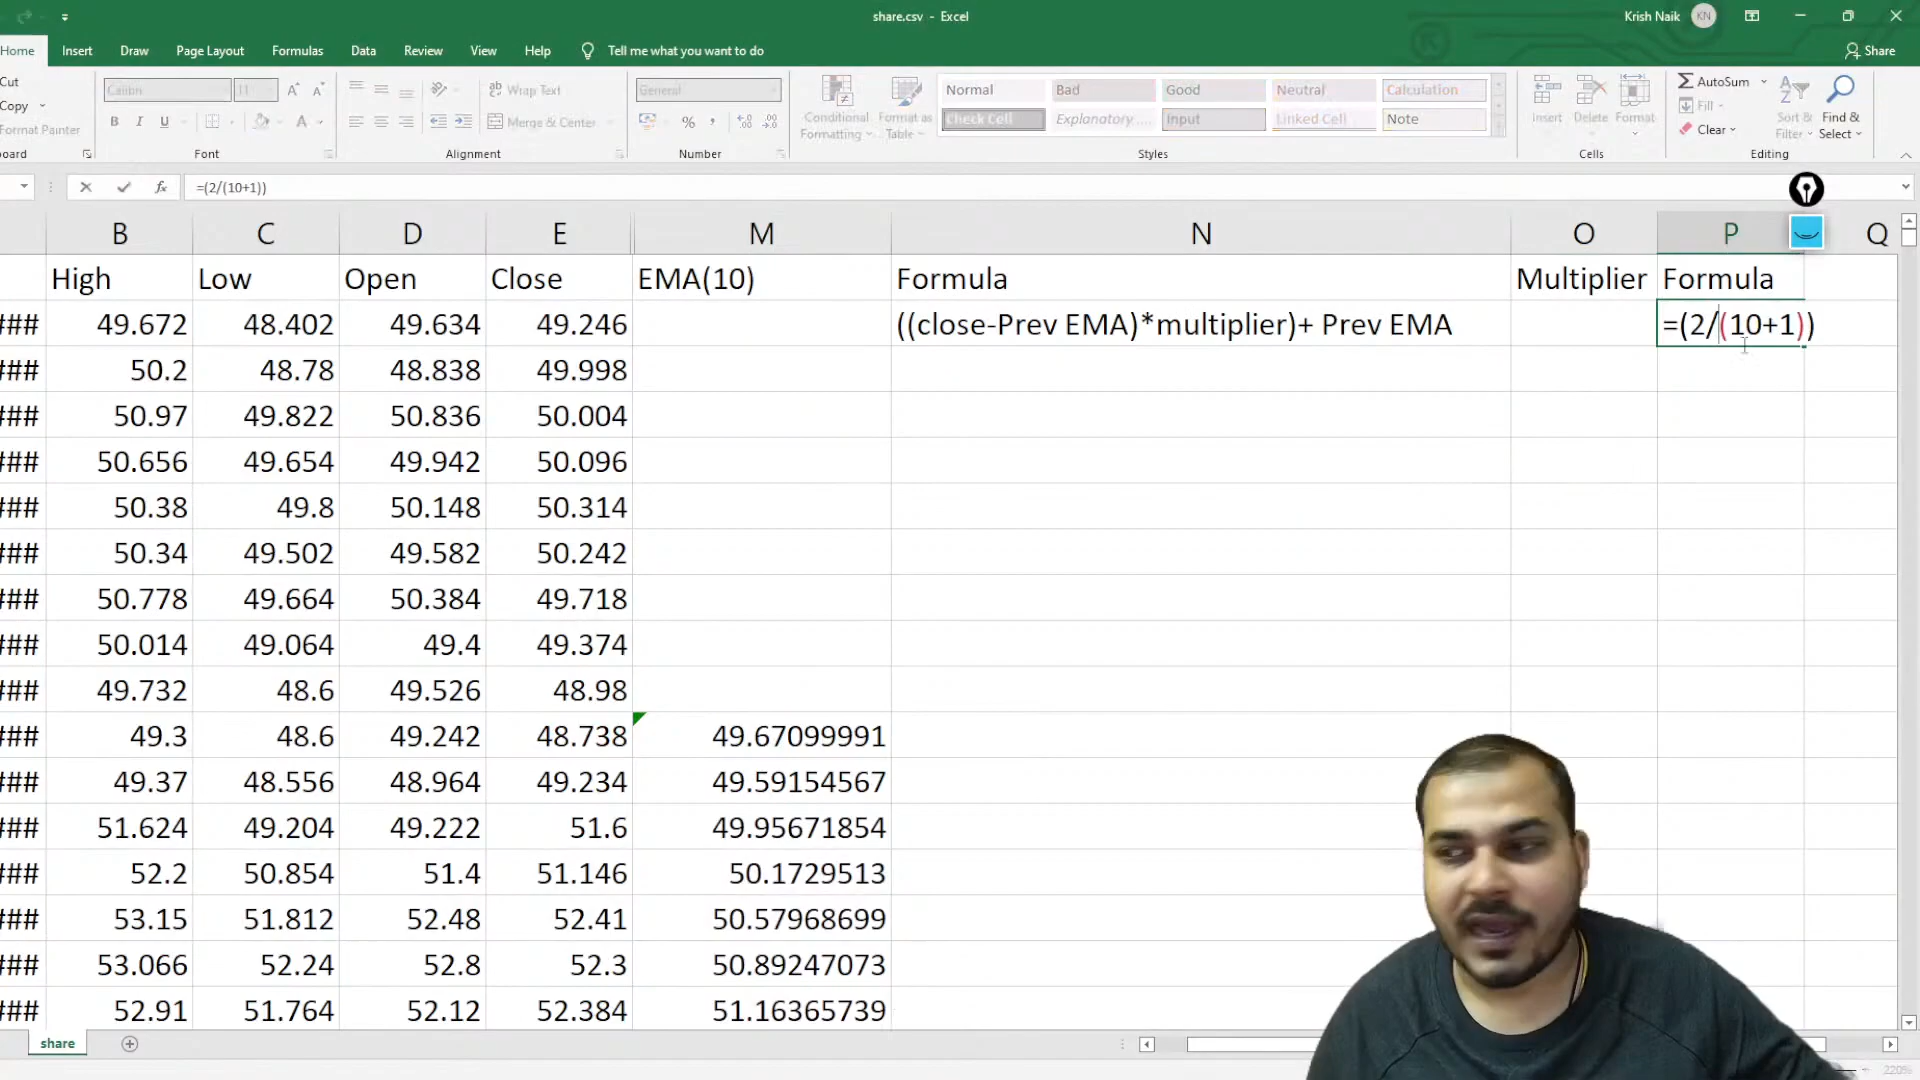 share.csv - Excel
Krish Naik
KN
Home Insert Draw Page Layout Formulas Data Review View Help Tell me what you want to do
Share
Cut
Copy
Format Painter
Calibri 11
B I U
Wrap Text
Merge & Center
General
% ,
Conditional Formatting
Format as Table
Normal Bad Good Neutral Calculation
Check Cell Explanatory ... Input Linked Cell Note
Insert Delete Format
AutoSum
Fill
Clear
Sort & Filter
Find & Select
oard Font Alignment Number Styles Cells Editing
fx =(2/(10+1))
B C D E M N O P Q
High Low Open Close EMA(10) Formula Multiplier Formula
### 49.672 48.402 49.634 49.246 ((close-Prev EMA)*multiplier)+ Prev EMA =(2/(10+1))
### 50.2 48.78 48.838 49.998
### 50.97 49.822 50.836 50.004
### 50.656 49.654 49.942 50.096
### 50.38 49.8 50.148 50.314
### 50.34 49.502 49.582 50.242
### 50.778 49.664 50.384 49.718
### 50.014 49.064 49.4 49.374
### 49.732 48.6 49.526 48.98
### 49.3 48.6 49.242 48.738 49.67099991
### 49.37 48.556 48.964 49.234 49.59154567
### 51.624 49.204 49.222 51.6 49.95671854
### 52.2 50.854 51.4 51.146 50.1729513
### 53.15 51.812 52.48 52.41 50.57968699
### 53.066 52.24 52.8 52.3 50.89247073
### 52.91 51.764 52.12 52.384 51.16365739
share
220%